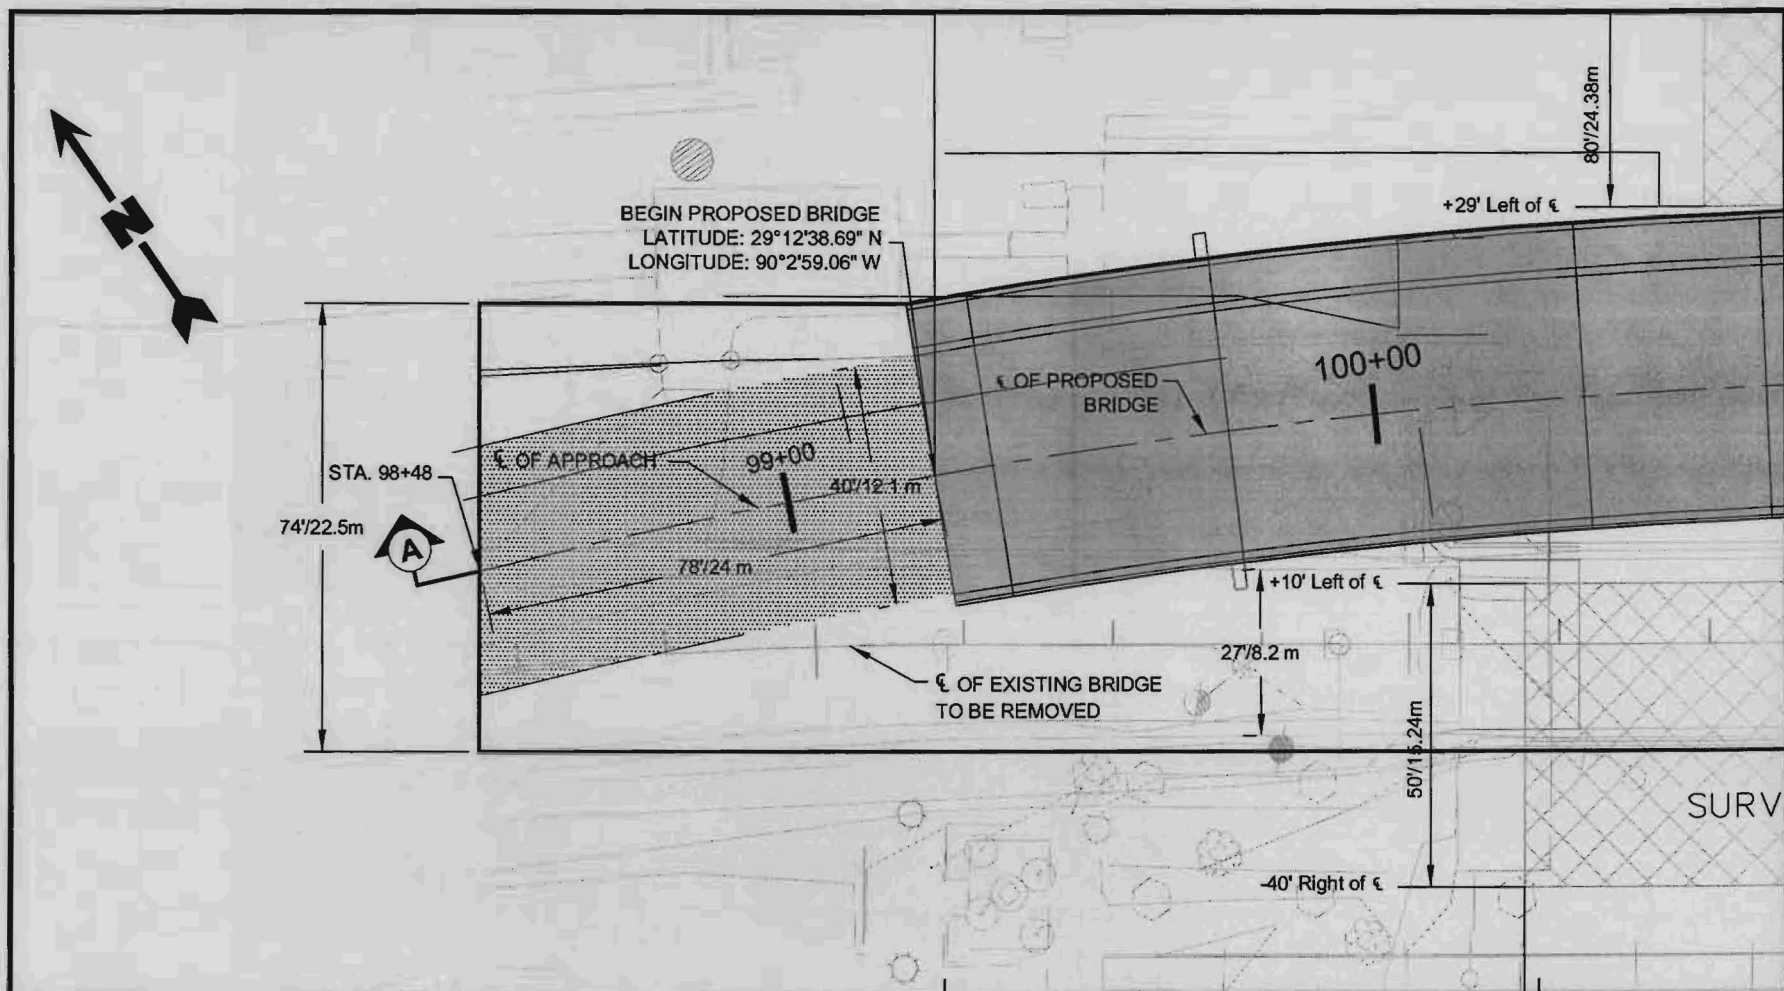 N
BEGIN PROPOSED BRIDGE
LATITUDE: 29°12'38.69" N
LONGITUDE: 90°2'59.06" W
80'/24.38m
+29' Left of ℄
100+00
℄ OF PROPOSED
BRIDGE
STA. 98+48
℄ OF APPROACH
99+00
40'/12.1 m
74'/22.5m
A
78'/24 m
+10' Left of ℄
27'/8.2 m
℄ OF EXISTING BRIDGE
TO BE REMOVED
50'/15.24m
SURV
-40' Right of ℄